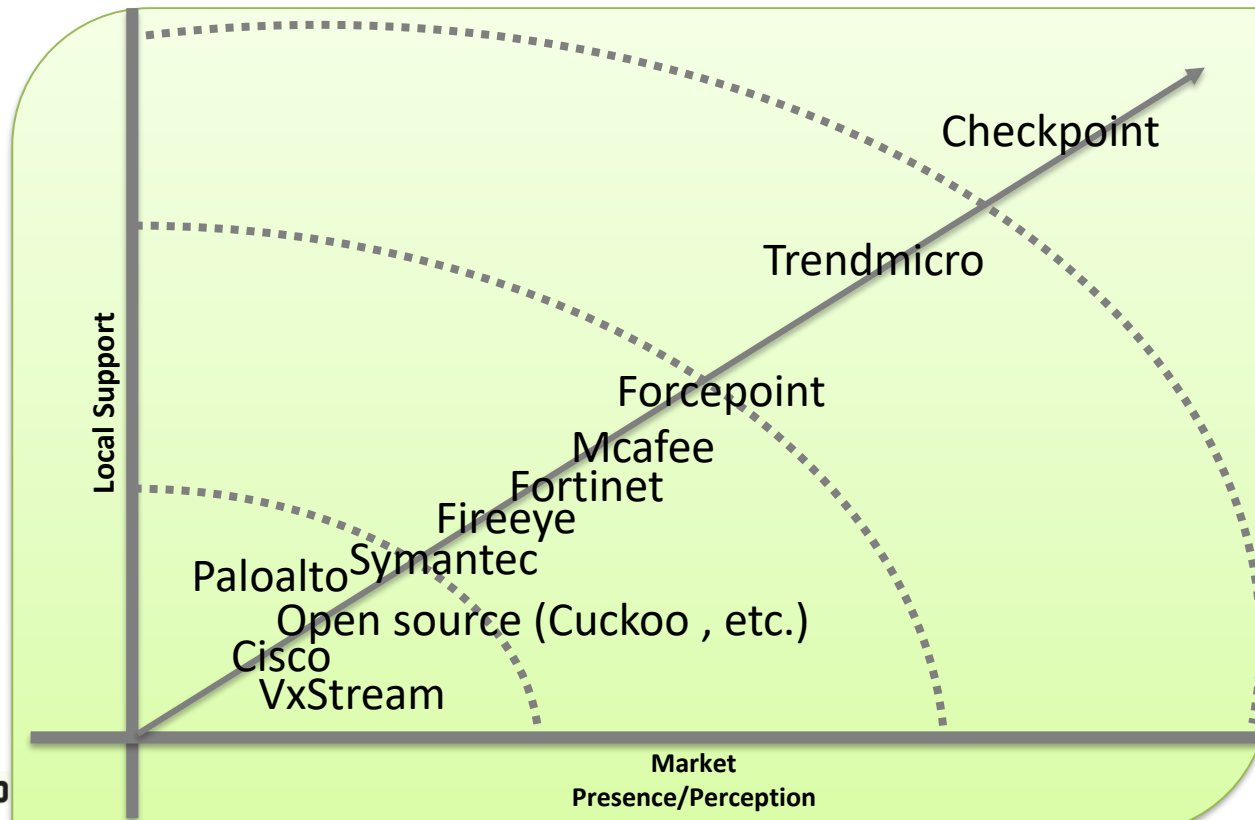 Checkpoint
Trendmicro
Forcepoint
Mcafee
Fortinet
Fireeye
Symantec
Paloalto
Open source (Cuckoo , etc.)
Cisco
VxStream
Local Support
Market
Presence/Perception